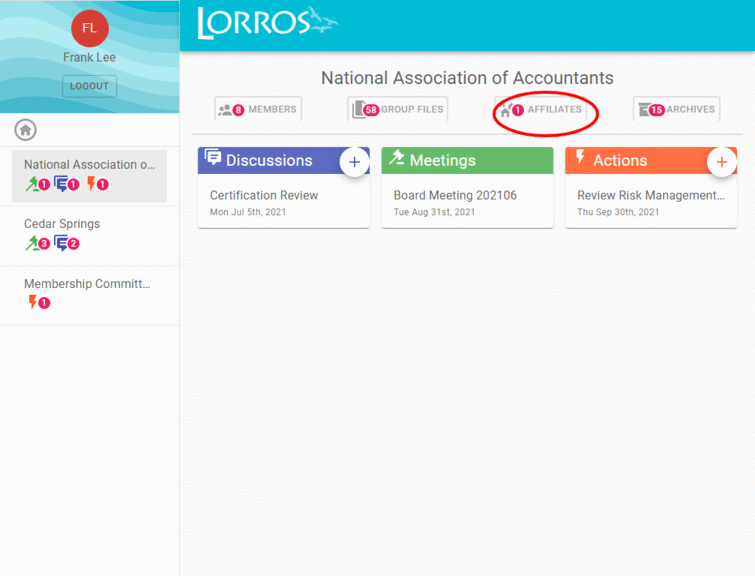 FL
Frank Lee
LOGOUT
National Association o...
1 1 1
Cedar Springs
3 2
Membership Committ...
1
LORROS
National Association of Accountants
8 MEMBERS
58 GROUP FILES
1 AFFILIATES
15 ARCHIVES
Discussions +
Certification Review
Mon Jul 5th, 2021
Meetings
Board Meeting 202106
Tue Aug 31st, 2021
Actions +
Review Risk Management...
Thu Sep 30th, 2021